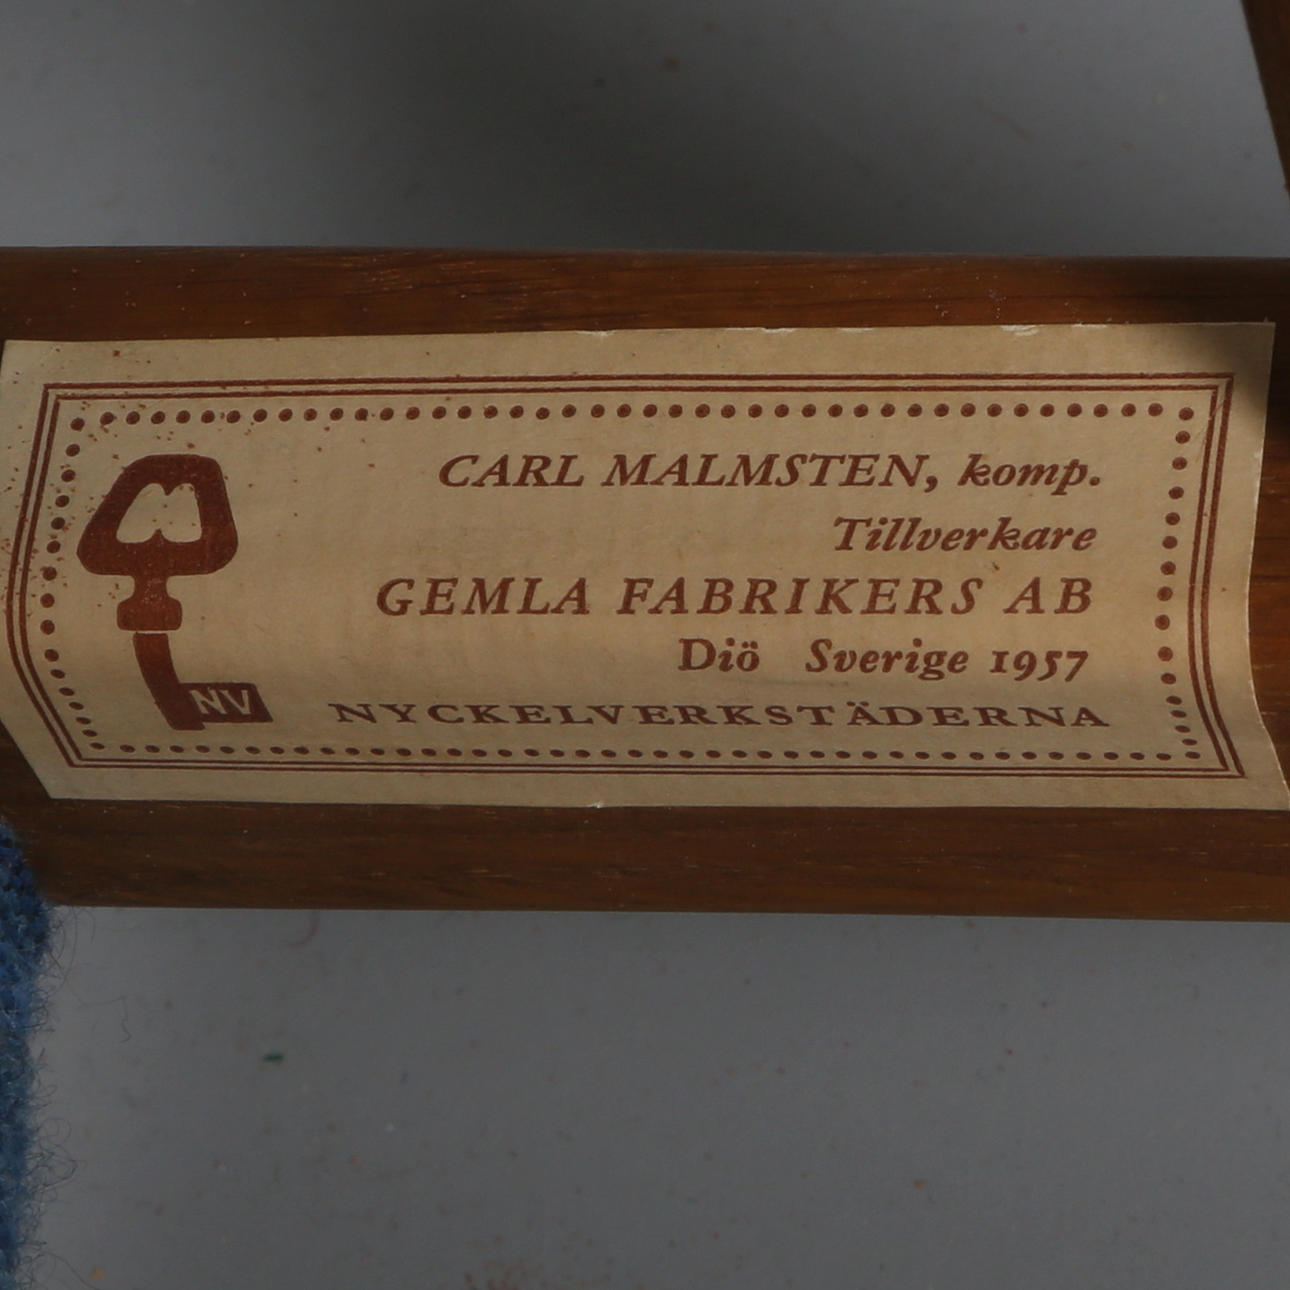 CARL MALMSTEN, komp.
Tillverkare
GEMLA FABRIKERS AB
Diö Sverige 1957
NV NYCKELVERKSTÄDERNA